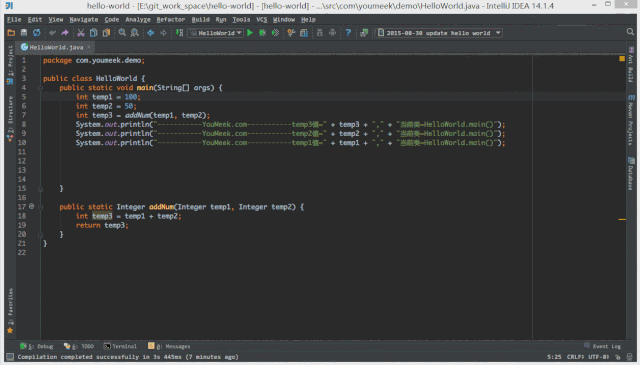 hello-world - [E:\git_work_space\hello-world] - [hello-world] - ...\src\com\youmeek\demo\HelloWorld.java - IntelliJ IDEA 14.1.4
File Edit View Navigate Code Analyze Refactor Build Run Tools VCS Window Help
HelloWorld
2015-08-30 update hello world
HelloWorld.java
1 package com.youmeek.demo;
2
3 public class HelloWorld {
4 public static void main(String[] args) {
5 int temp1 = 100;
6 int temp2 = 50;
7 int temp3 = addNum(temp1, temp2);
8 System.out.println("-----------YouMeek.com-----------temp3值=" + temp3 + "," + "当前类=HelloWorld.main()");
9 System.out.println("-----------YouMeek.com-----------temp2值=" + temp2 + "," + "当前类=HelloWorld.main()");
10 System.out.println("-----------YouMeek.com-----------temp1值=" + temp1 + "," + "当前类=HelloWorld.main()");
15 }
16
17 public static Integer addNum(Integer temp1, Integer temp2) {
18 int temp3 = temp1 + temp2;
19 return temp3;
20 }
21 }
22
1: Project
Structure
Favorites
Ant Build
Maven Projects
Database
5: Debug
6: TODO
Terminal
0: Messages
Event Log
Compilation completed successfully in 3s 445ms (7 minutes ago)
5:25 CRLF: UTF-8: